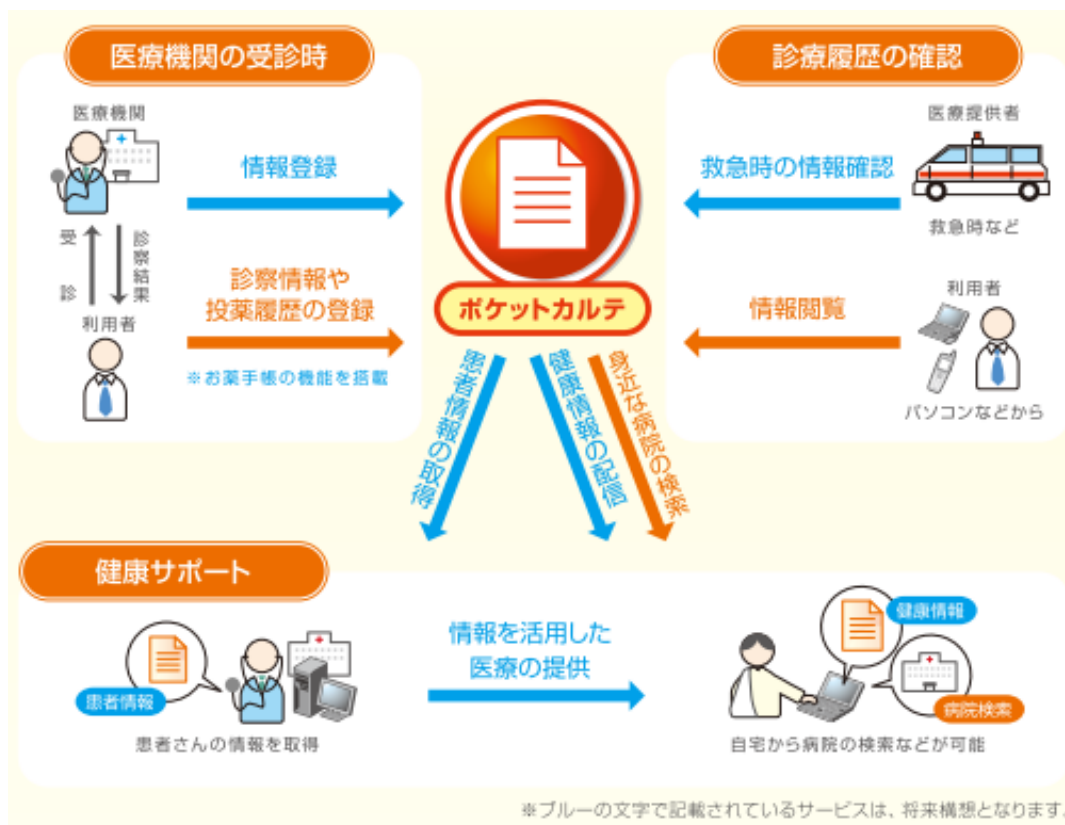 医療機関の受診時
医療機関
情報登録
受診
診察結果
利用者
診察情報や
投薬履歴の登録
※お薬手帳の機能を搭載
ポケットカルテ
診療履歴の確認
医療提供者
救急時の情報確認
救急時など
利用者
情報閲覧
パソコンなどから
患者情報の取得
健康情報の配信
身近な病院の検索
健康サポート
患者情報
患者さんの情報を取得
情報を活用した
医療の提供
健康情報
病院検索
自宅から病院の検索などが可能
※ブルーの文字で記載されているサービスは、将来構想となります。